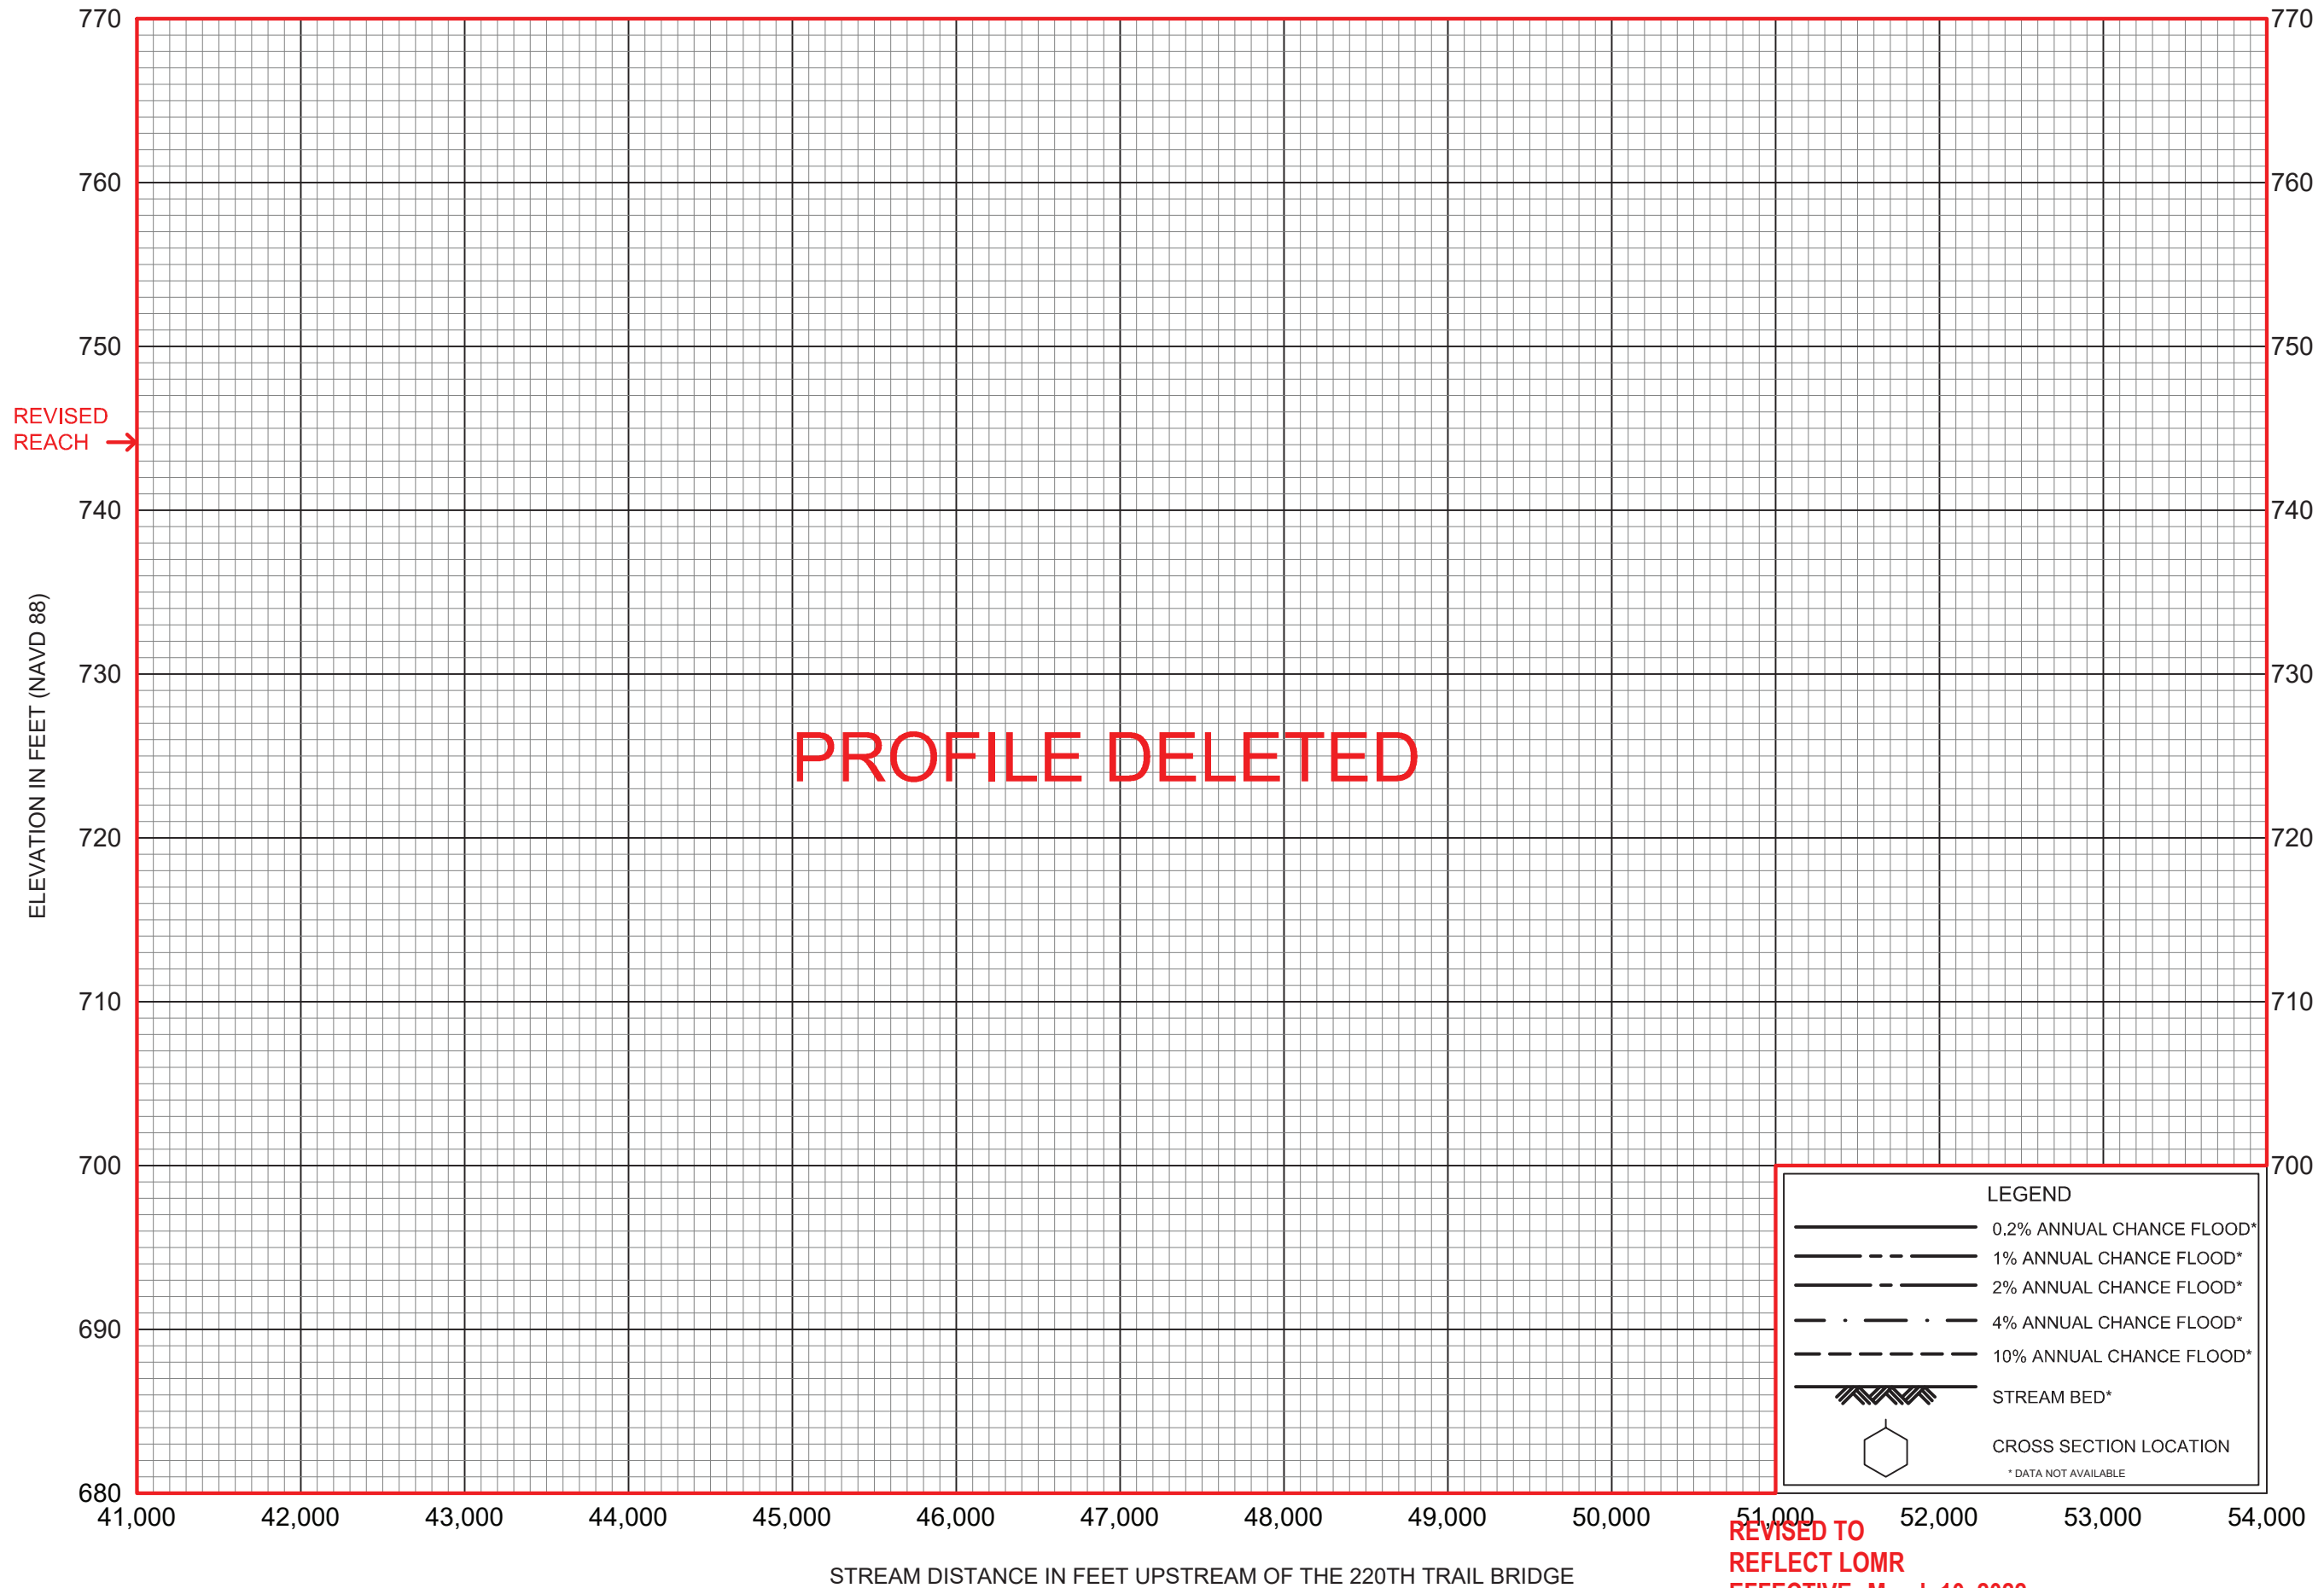 770
770
760
760
750
750
REVISED
REACH
740
740
730
730
ELEVATION IN FEET (NAVD 88)
PROFILE DELETED
720
720
710
710
700
700
LEGEND
0.2% ANNUAL CHANCE FLOOD*
1% ANNUAL CHANCE FLOOD*
2% ANNUAL CHANCE FLOOD*
4% ANNUAL CHANCE FLOOD*
10% ANNUAL CHANCE FLOOD*
STREAM BED*
CROSS SECTION LOCATION
* DATA NOT AVAILABLE
690
680
41,000 42,000 43,000 44,000 45,000 46,000 47,000 48,000 49,000 50,000 51,000 52,000 53,000 54,000
STREAM DISTANCE IN FEET UPSTREAM OF THE 220TH TRAIL BRIDGE
REVISED TO
REFLECT LOMR